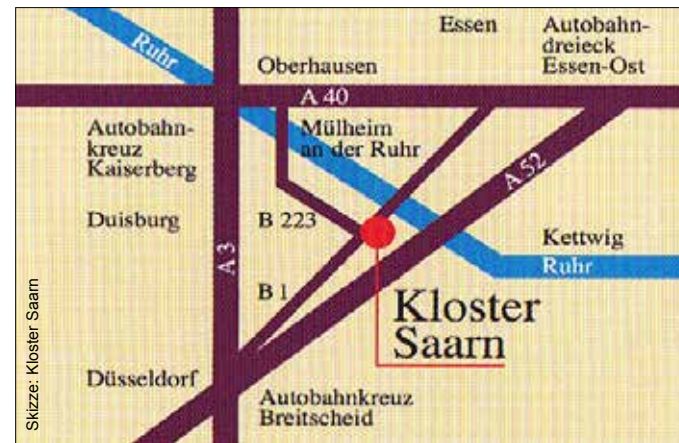 Essen
Autobahn-
dreieck
Essen-Ost
Ruhr
Oberhausen
A 40
Autobahn-
kreuz
Kaiserberg
Mülheim
an der Ruhr
A 52
Duisburg
B 223
A 3
Kettwig
Ruhr
B 1
Kloster
Saarn
Düsseldorf
Autobahnkreuz
Breitscheid
Skizze: Kloster Saarn